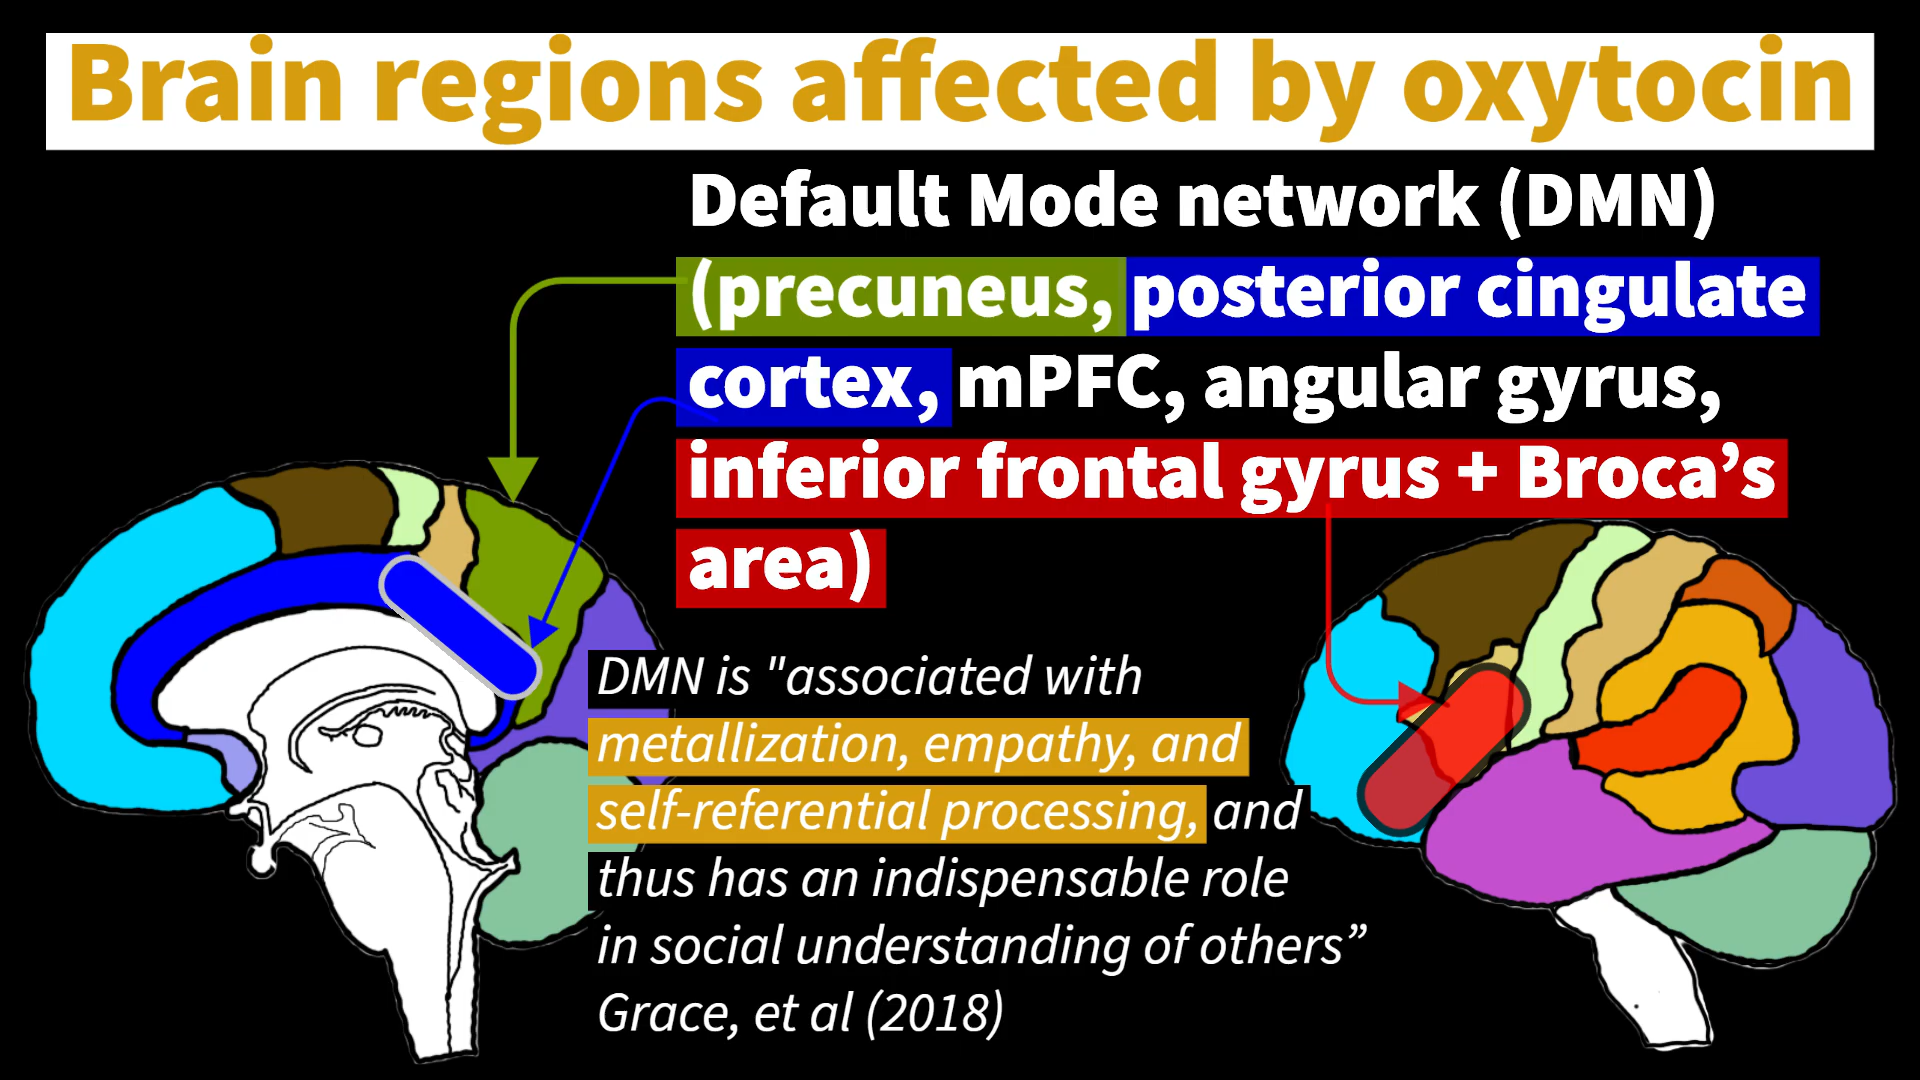 Brain regions affected by oxytocin
Default Mode network (DMN)
(precuneus, posterior cingulate
cortex, mPFC, angular gyrus,
inferior frontal gyrus + Broca’s
area)
DMN is "associated with
metallization, empathy, and
self-referential processing, and
thus has an indispensable role
in social understanding of others”
Grace, et al (2018)